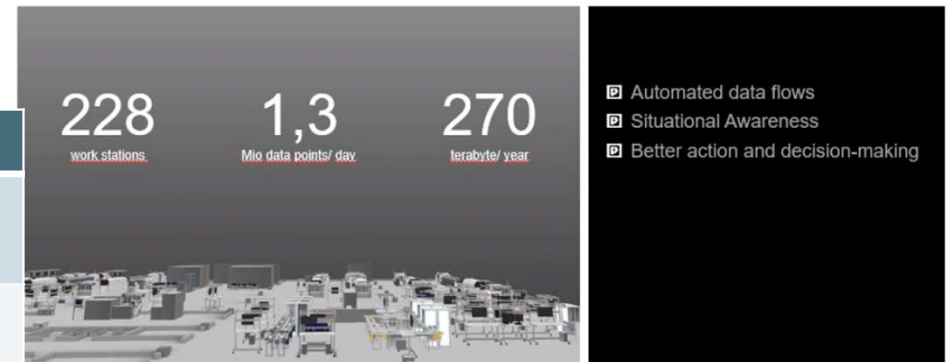 228
work stations
1,3
Mio data points/ day
270
terabyte/ year
Automated data flows
Situational Awareness
Better action and decision-making